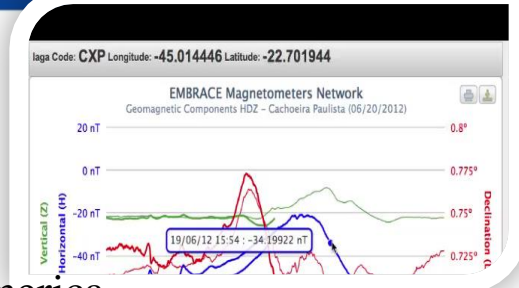 Iaga Code: CXP Longitude: -45.014446 Latitude: -22.701944
EMBRACE Magnetometers Network
Geomagnetic Components HDZ – Cachoeira Paulista (06/20/2012)
20 nT
0 nT
-20 nT
-40 nT
Vertical (Z)
Horizontal (H)
19/06/12 15:54 : -34.19922 nT
0.8°
0.775°
0.75°
0.725°
Declination (